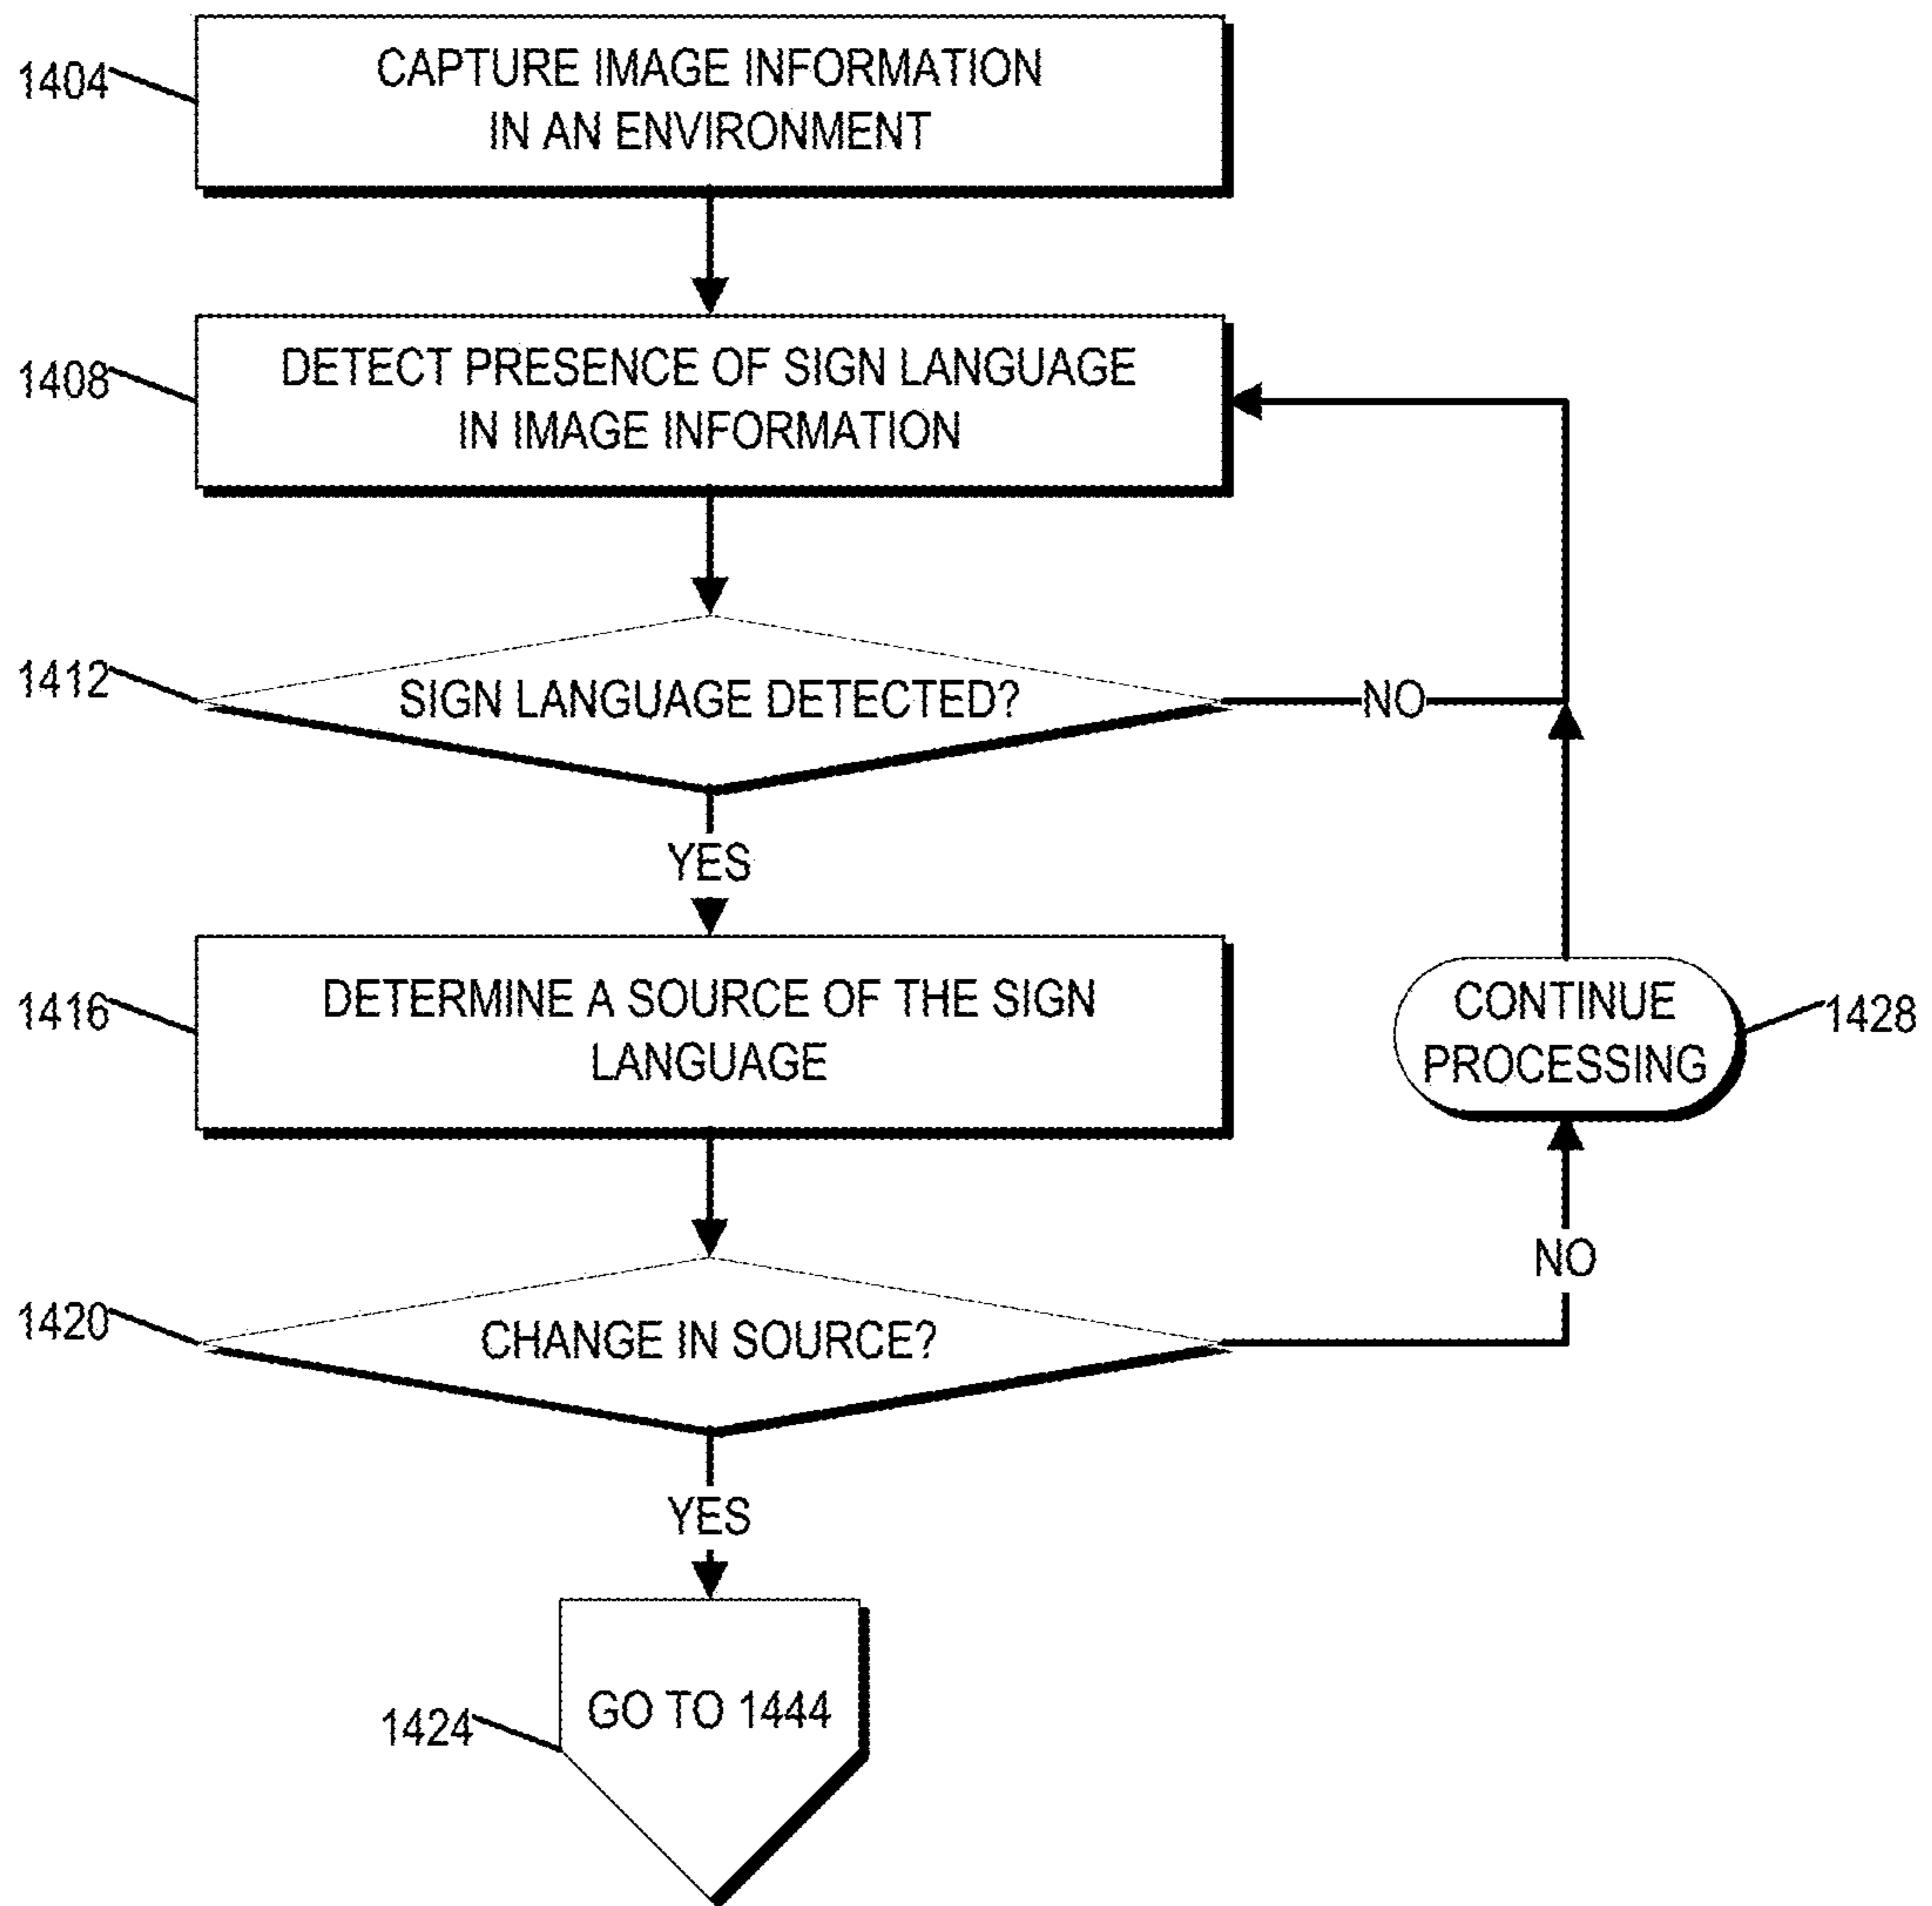 1404
CAPTURE IMAGE INFORMATION
IN AN ENVIRONMENT
1408
DETECT PRESENCE OF SIGN LANGUAGE
IN IMAGE INFORMATION
1412
SIGN LANGUAGE DETECTED?
NO
YES
1416
DETERMINE A SOURCE OF THE SIGN
LANGUAGE
CONTINUE
PROCESSING
1428
NO
1420
CHANGE IN SOURCE?
YES
1424
GO TO 1444